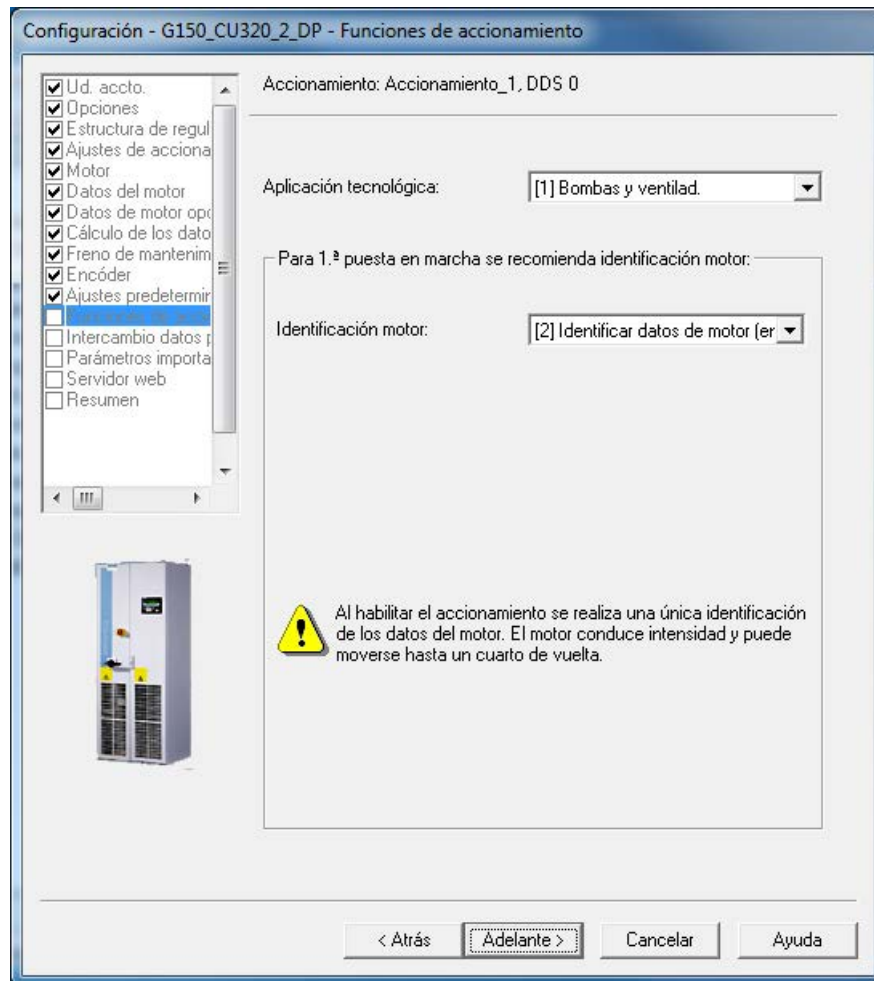 Configuración - G150_CU320_2_DP - Funciones de accionamiento
Ud. accto.
Opciones
Estructura de regul
Ajustes de acciona
Motor
Datos del motor
Datos de motor opc
Cálculo de los dato
Freno de mantenim
Encóder
Ajustes predetermir
Intercambio datos p
Parámetros importa
Servidor web
Resumen
Accionamiento: Accionamiento_1, DDS 0
Aplicación tecnológica:
[1] Bombas y ventilad.
Para 1.ª puesta en marcha se recomienda identificación motor:
Identificación motor:
[2] Identificar datos de motor (er
Al habilitar el accionamiento se realiza una única identificación
de los datos del motor. El motor conduce intensidad y puede
moverse hasta un cuarto de vuelta.
< Atrás
Adelante >
Cancelar
Ayuda